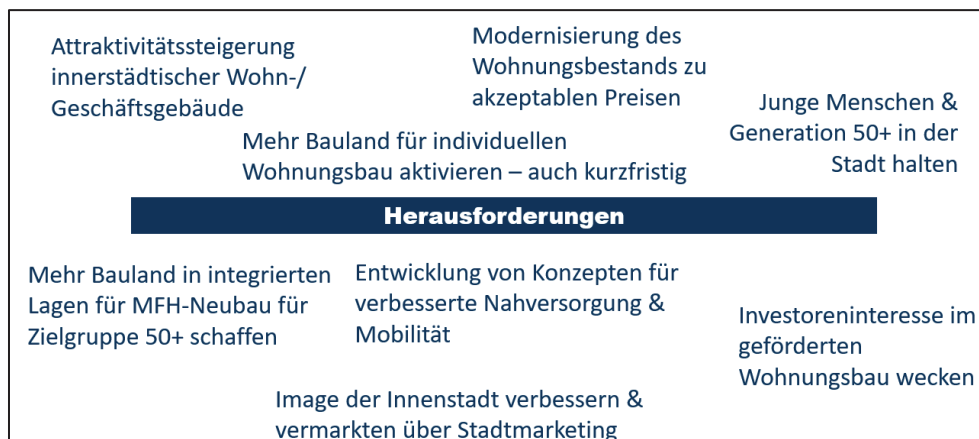 Attraktivitätssteigerung
innerstädtischer Wohn-/
Geschäftsgebäude
Modernisierung des
Wohnungsbestands zu
akzeptablen Preisen
Junge Menschen &
Generation 50+ in der
Stadt halten
Mehr Bauland für individuellen
Wohnungsbau aktivieren – auch kurzfristig
Herausforderungen
Mehr Bauland in integrierten
Lagen für MFH-Neubau für
Zielgruppe 50+ schaffen
Entwicklung von Konzepten für
verbesserte Nahversorgung &
Mobilität
Investoreninteresse im
geförderten
Wohnungsbau wecken
Image der Innenstadt verbessern &
vermarkten über Stadtmarketing